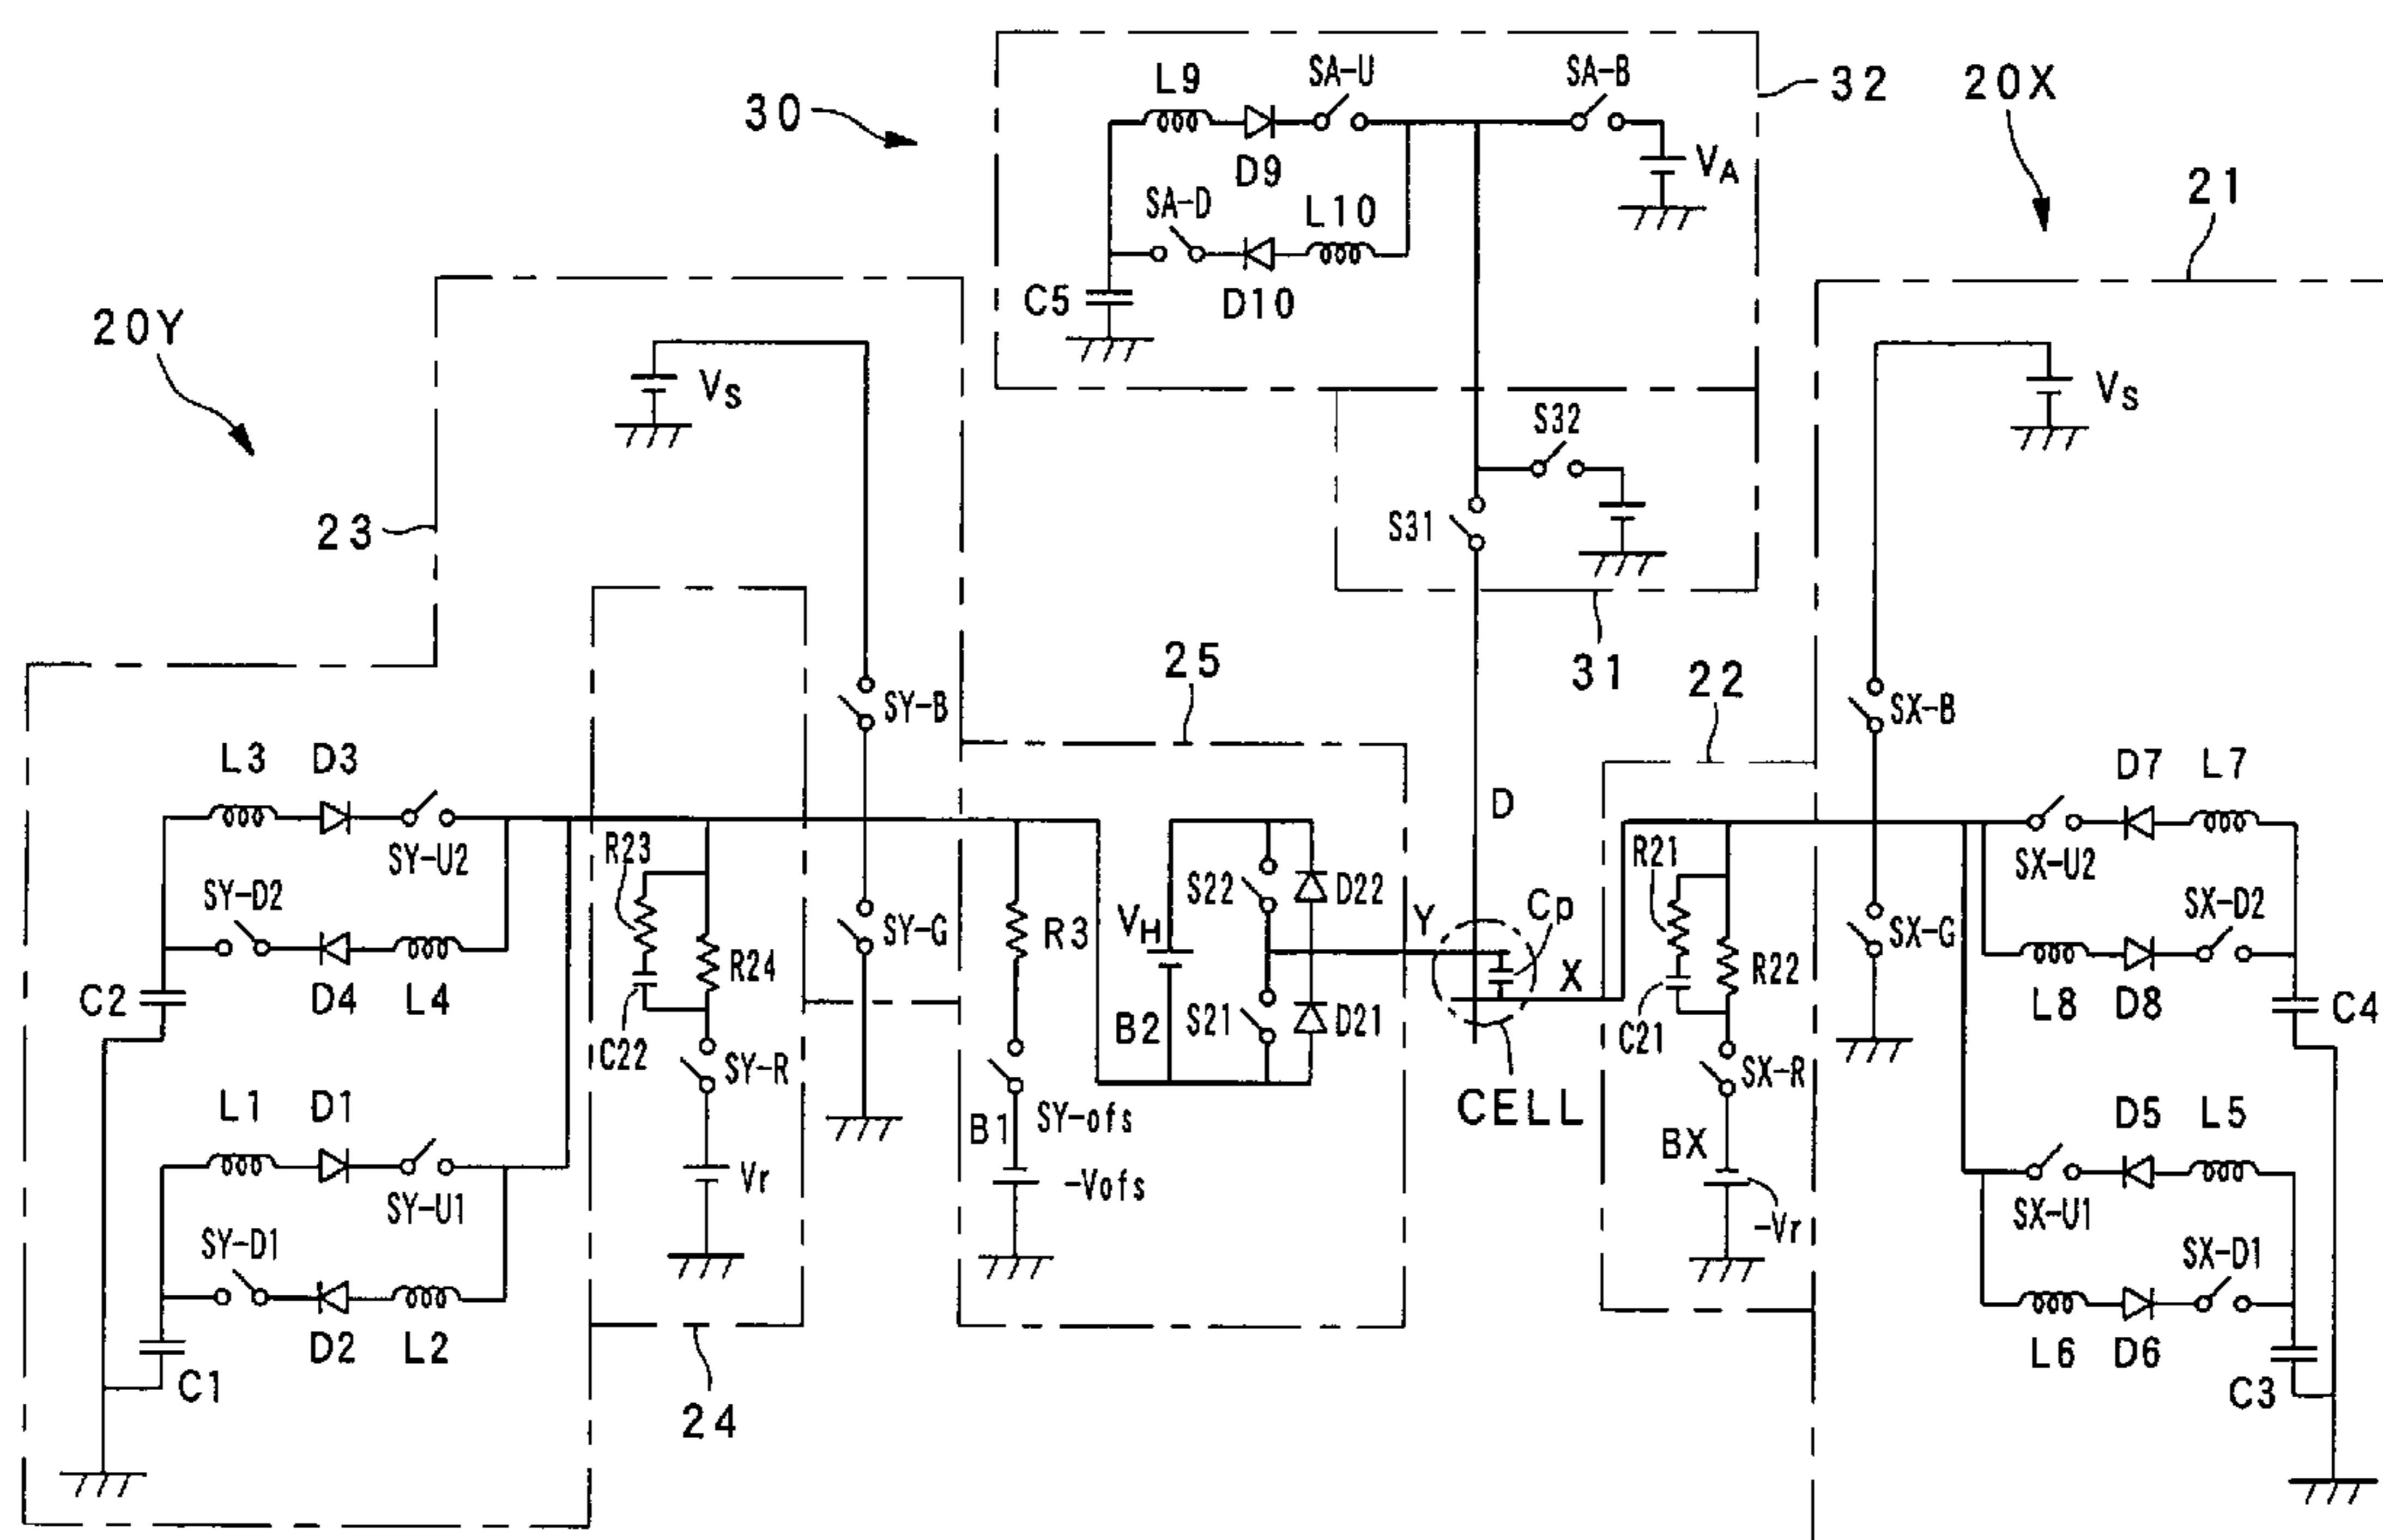 L9
SA-U
SA-B
32
20X
30
D9
VA
21
SA-D
L10
C5
D10
20Y
VS
VS
S32
23
S31
31
25
22
SY-B
SX-B
L3
D3
D7
L7
D
R23
R21
SY-U2
SX-U2
SY-D2
S22
D22
Y
Cp
SX-D2
VH
SY-G
SX-G
R3
R24
R22
X
C2
D4
L4
L8
D8
C4
B2
S21
D21
C21
C22
SY-R
SX-R
L1
D1
CELL
D5
L5
B1
SY-ofs
BX
Vr
-Vofs
SY-U1
SX-U1
-Vr
SY-D1
SX-D1
D2
L2
L6
D6
C1
C3
24